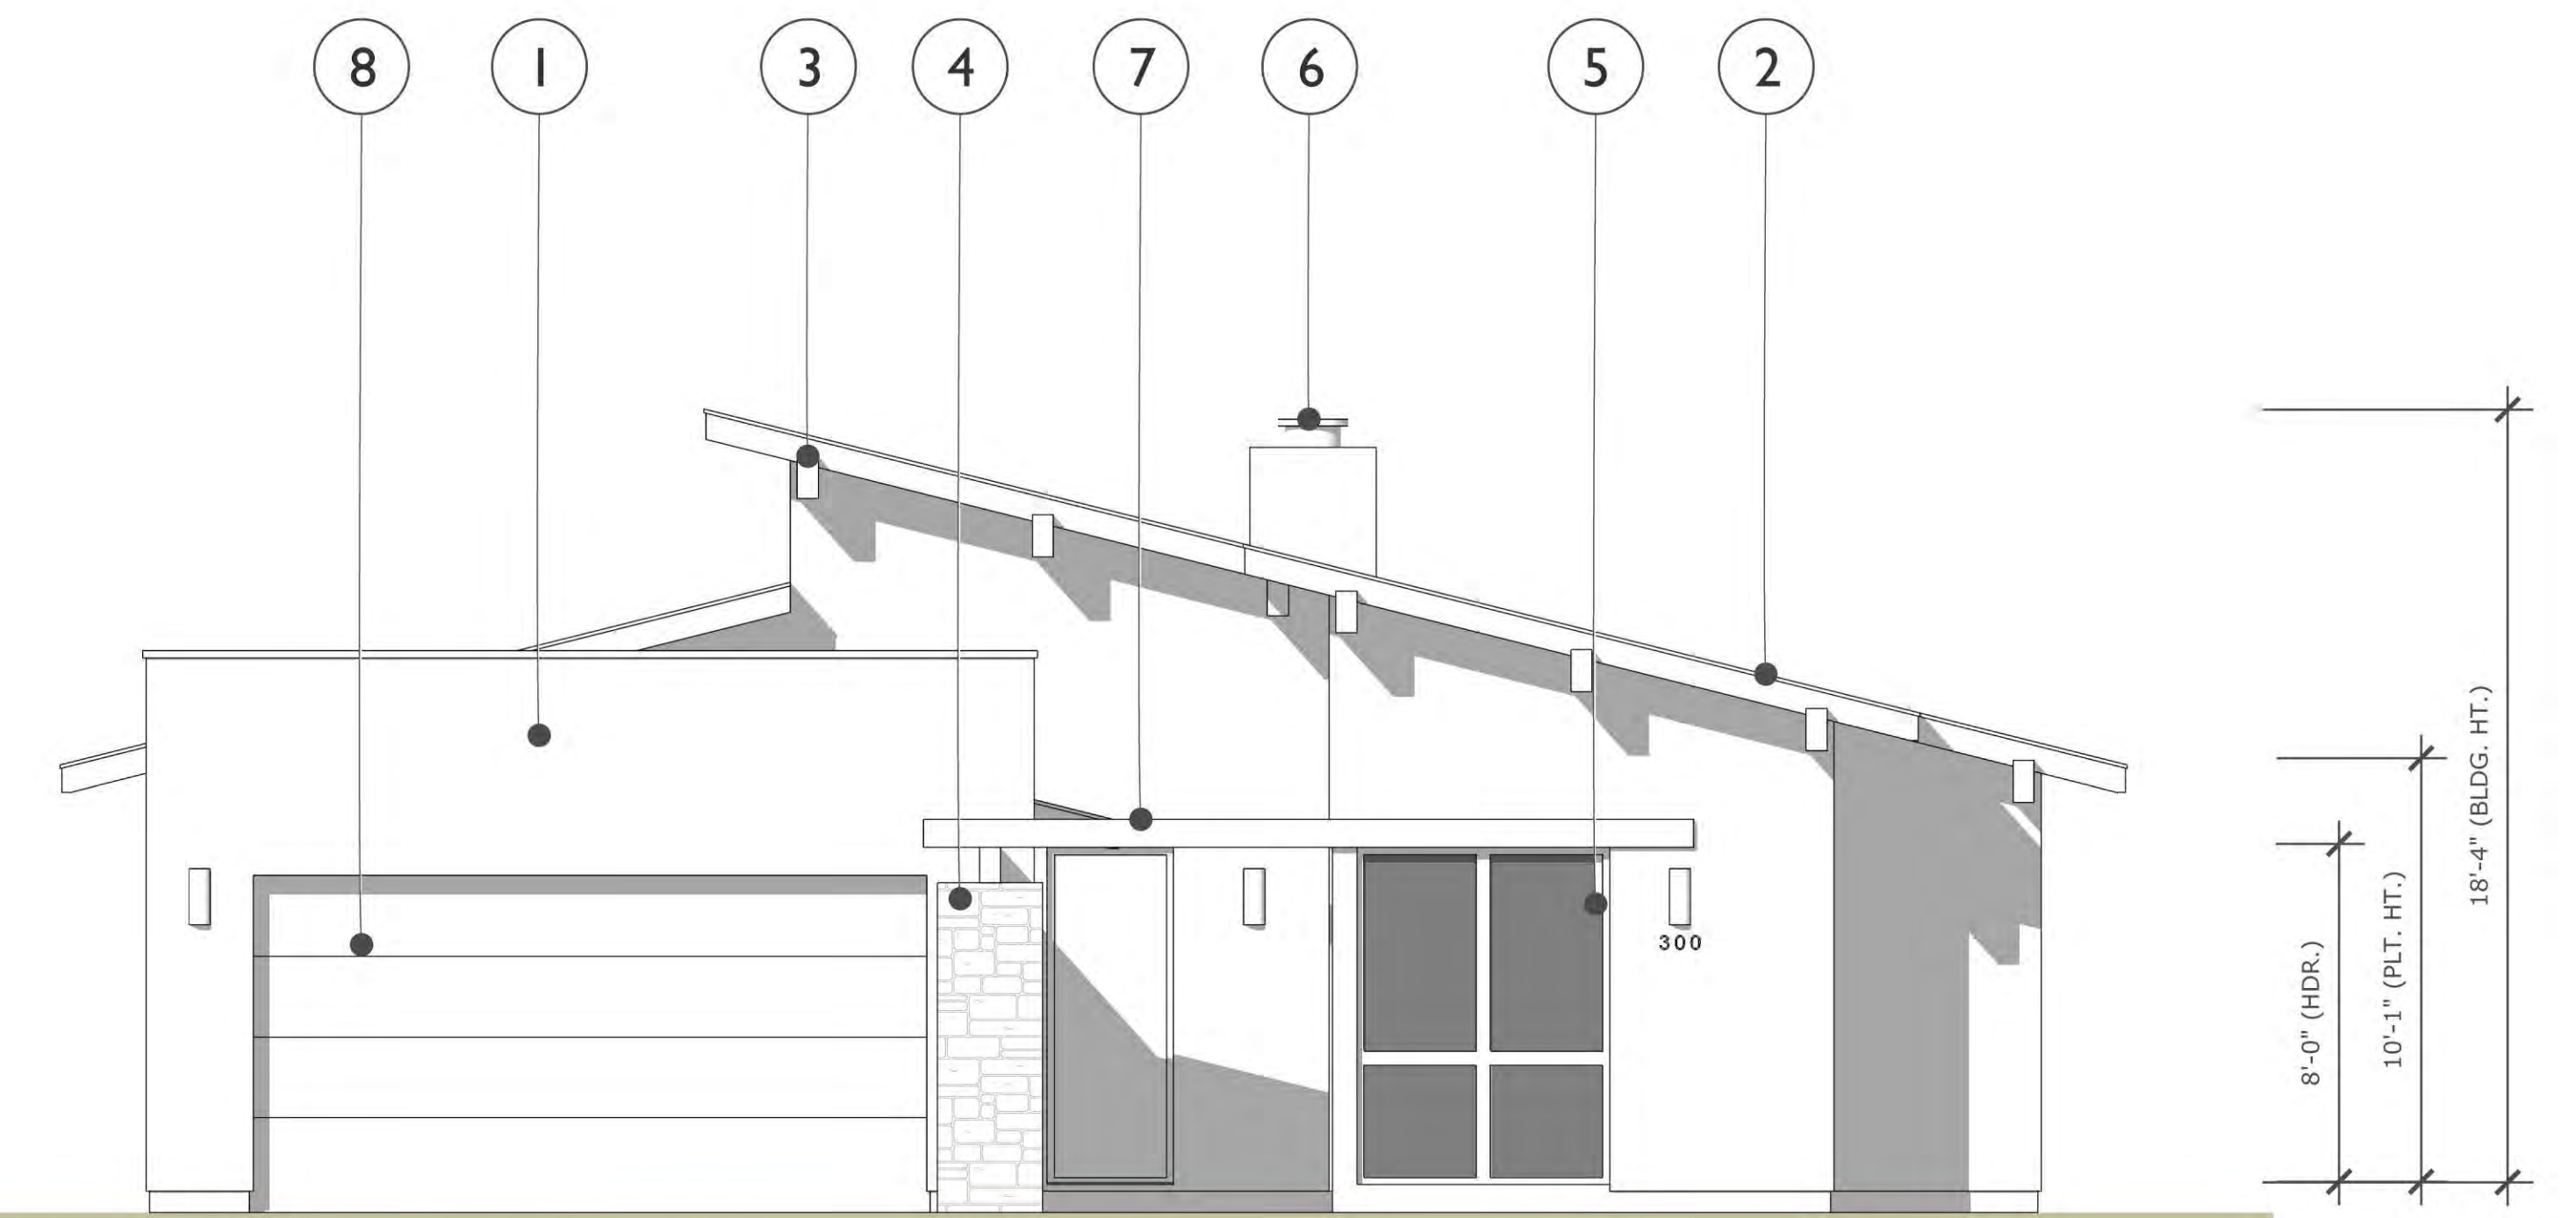 8 1 3 4 7 6 5 2
300
8'-0" (HDR.)
10'-1" (PLT. HT.)
18'-4" (BLDG. HT.)